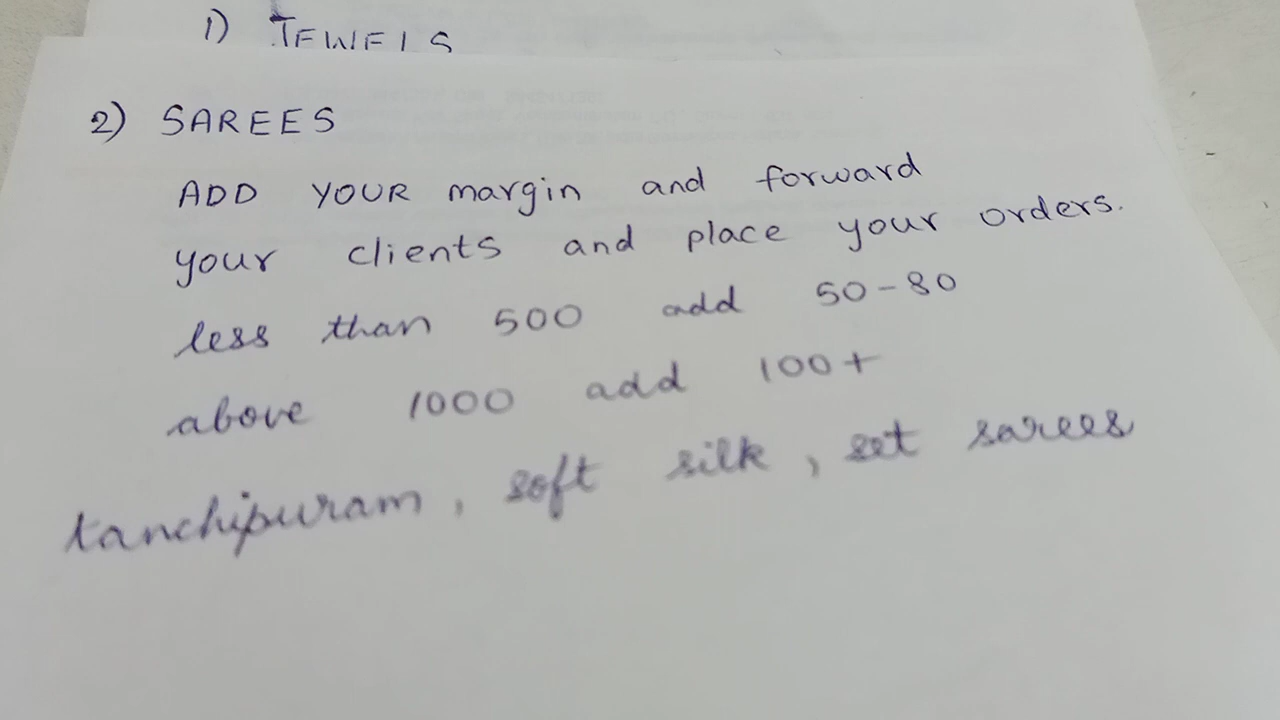 1) JEWELS
2) SAREES
ADD YOUR margin and forward
your clients and place your orders.
less than 500 add 50-80
above 1000 add 100+
kanchipuram, soft silk, set sarees